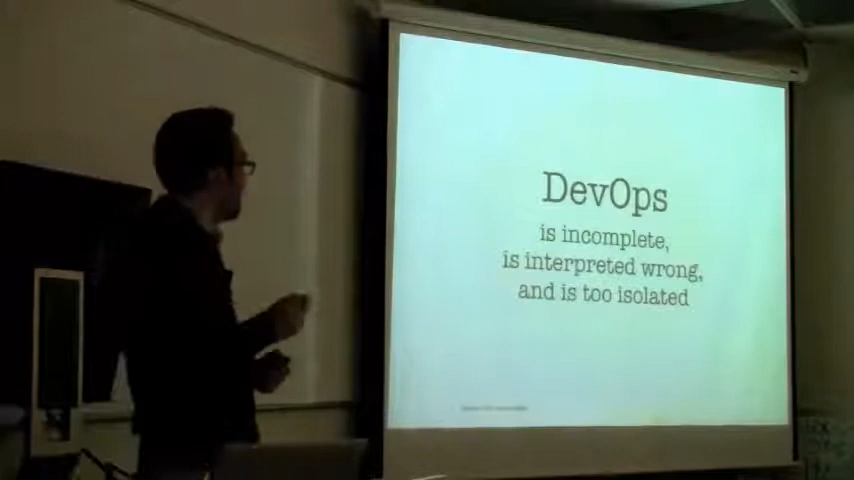 DevOps
is incomplete,
is interpreted wrong,
and is too isolated